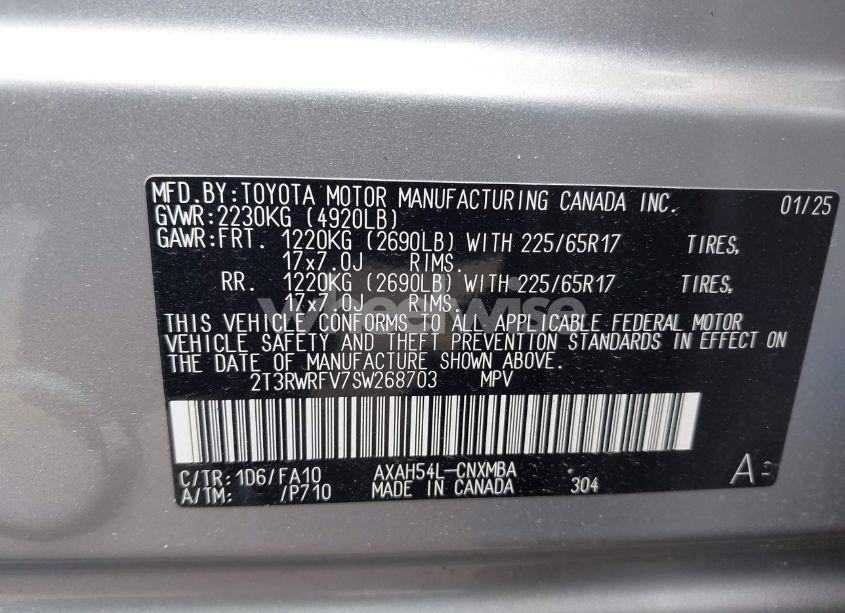 MFD.BY:TOYOTA MOTOR MANUFACTURING CANADA INC. 01/25
GVWR:2230KG (4920LB)
GAWR:FRT. 1220KG (2690LB) WITH 225/65R17 TIRES,
17x7.0J RIMS.
RR. 1220KG (2690LB) WITH 225/65R17 TIRES,
17x7.0J RIMS.
wheelwise
THIS VEHICLE CONFORMS TO ALL APPLICABLE FEDERAL MOTOR
VEHICLE SAFETY AND THEFT PREVENTION STANDARDS IN EFFECT ON
THE DATE OF MANUFACTURE SHOWN ABOVE.
2T3RWRFV7SW268703 MPV
C/TR:1D6/FA10 AXAH54L-CNXMBA
A/TM: /P710 MADE IN CANADA 304 A